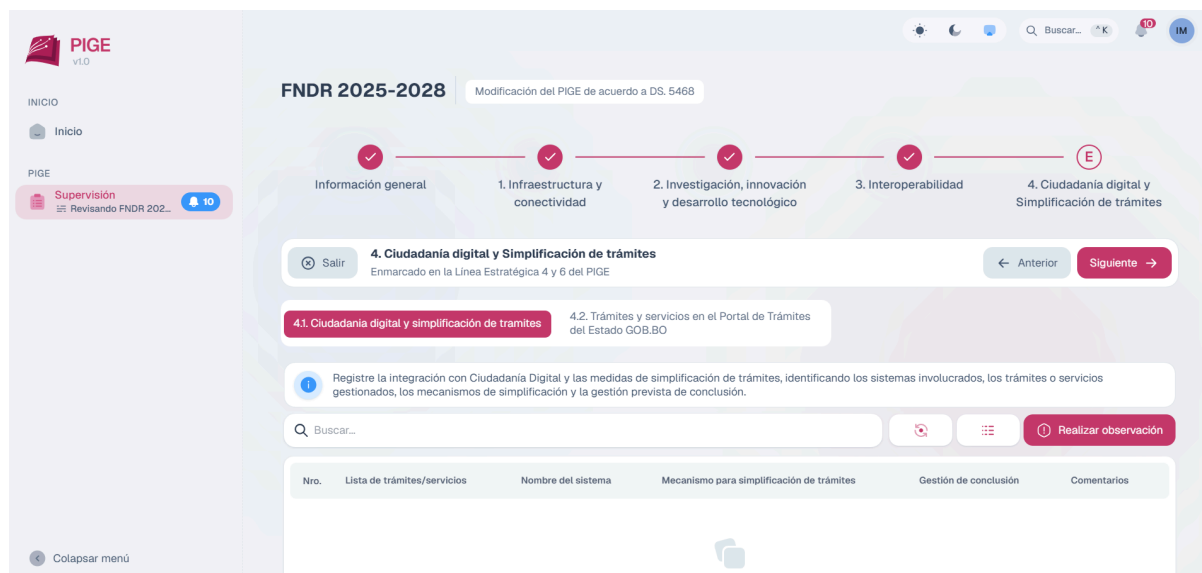 PIGE
v1.0
INICIO
Inicio
PIGE
Supervisión
Revisando FNDR 202...
10
Colapsar menú
Buscar... ^ K
10
IM
FNDR 2025-2028
Modificación del PIGE de acuerdo a DS. 5468
E
Información general
1. Infraestructura y
conectividad
2. Investigación, innovación
y desarrollo tecnológico
3. Interoperabilidad
4. Ciudadanía digital y
Simplificación de trámites
Salir
4. Ciudadanía digital y Simplificación de trámites
Enmarcado en la Línea Estratégica 4 y 6 del PIGE
Anterior
Siguiente
4.1. Ciudadania digital y simplificación de tramites
4.2. Trámites y servicios en el Portal de Trámites
del Estado GOB.BO
Registre la integración con Ciudadanía Digital y las medidas de simplificación de trámites, identificando los sistemas involucrados, los trámites o servicios
gestionados, los mecanismos de simplificación y la gestión prevista de conclusión.
Buscar...
Realizar observación
Nro. Lista de trámites/servicios Nombre del sistema Mecanismo para simplificación de trámites Gestión de conclusión Comentarios